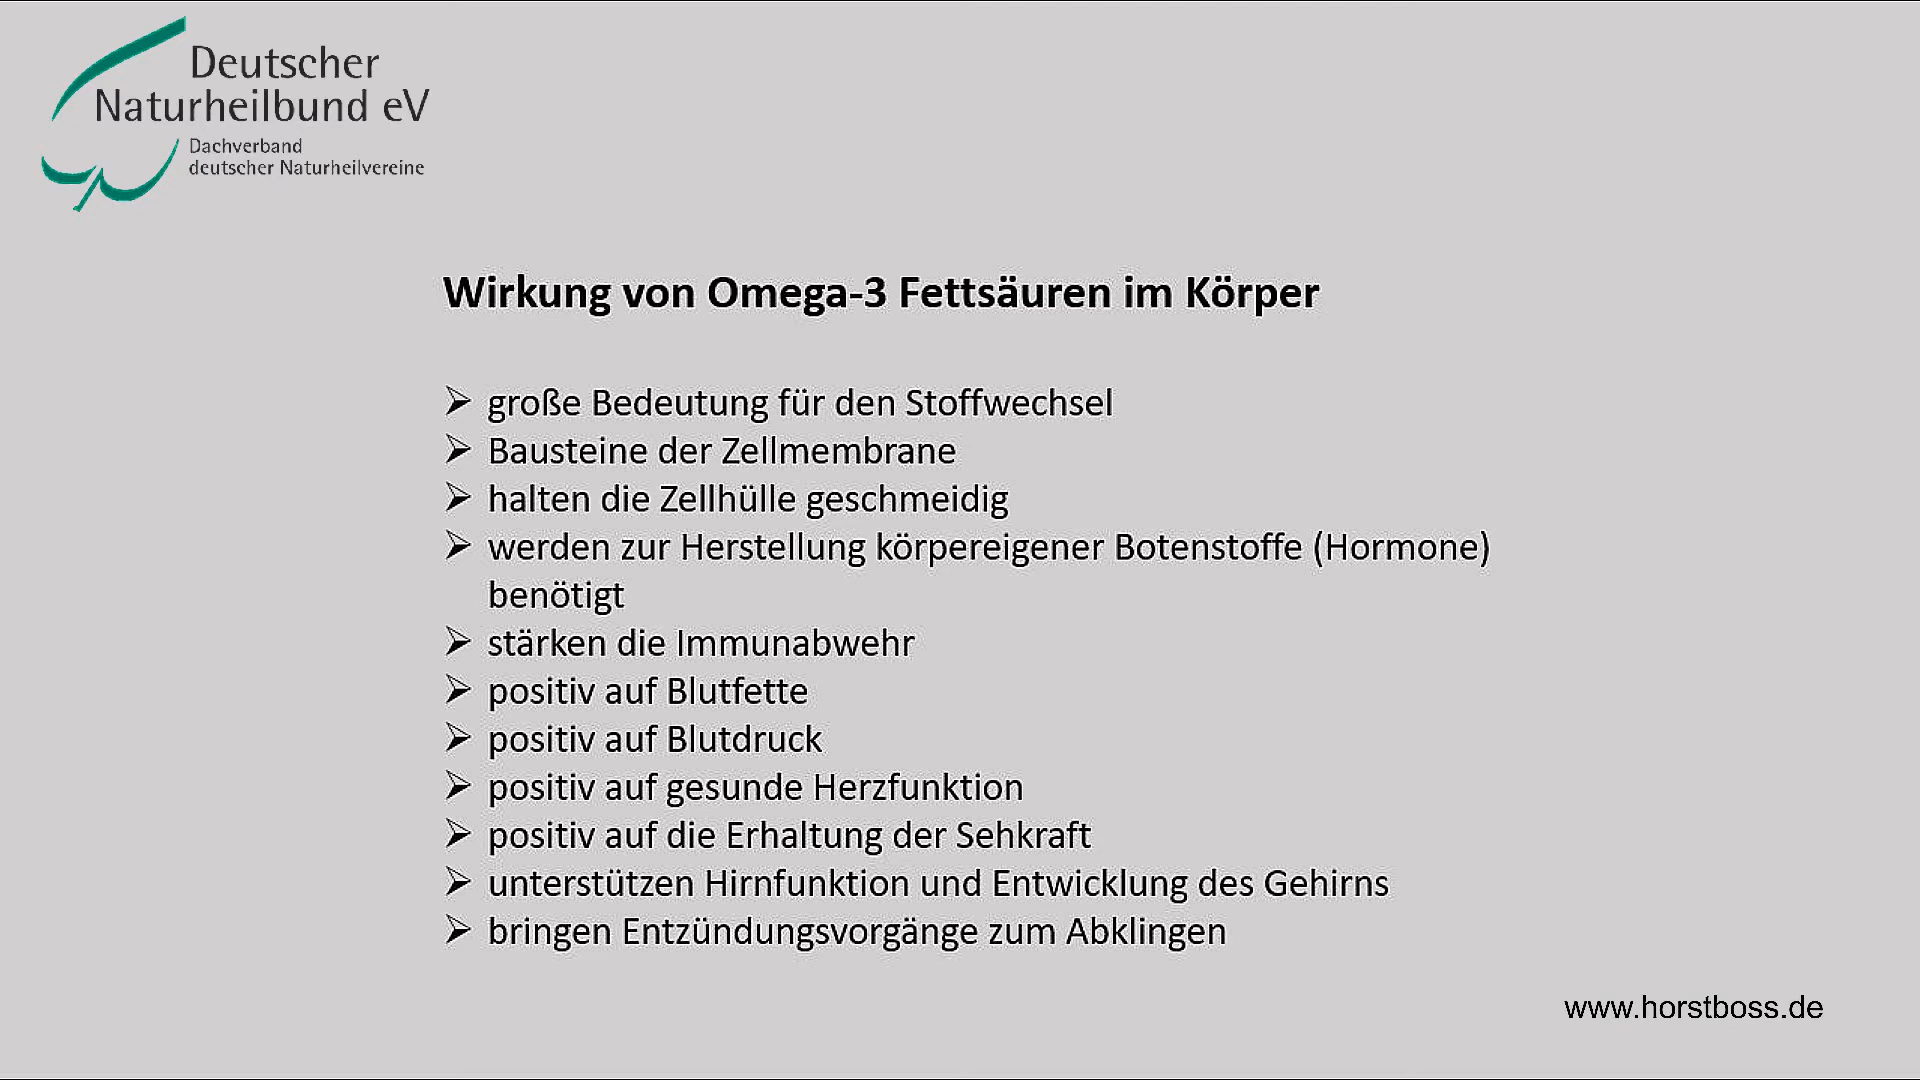 Deutscher
Naturheilbund eV
Dachverband
deutscher Naturheilvereine
Wirkung von Omega-3 Fettsäuren im Körper
➢ große Bedeutung für den Stoffwechsel
➢ Bausteine der Zellmembrane
➢ halten die Zellhülle geschmeidig
➢ werden zur Herstellung körpereigener Botenstoffe (Hormone)
benötigt
➢ stärken die Immunabwehr
➢ positiv auf Blutfette
➢ positiv auf Blutdruck
➢ positiv auf gesunde Herzfunktion
➢ positiv auf die Erhaltung der Sehkraft
➢ unterstützen Hirnfunktion und Entwicklung des Gehirns
➢ bringen Entzündungsvorgänge zum Abklingen
www.horstboss.de